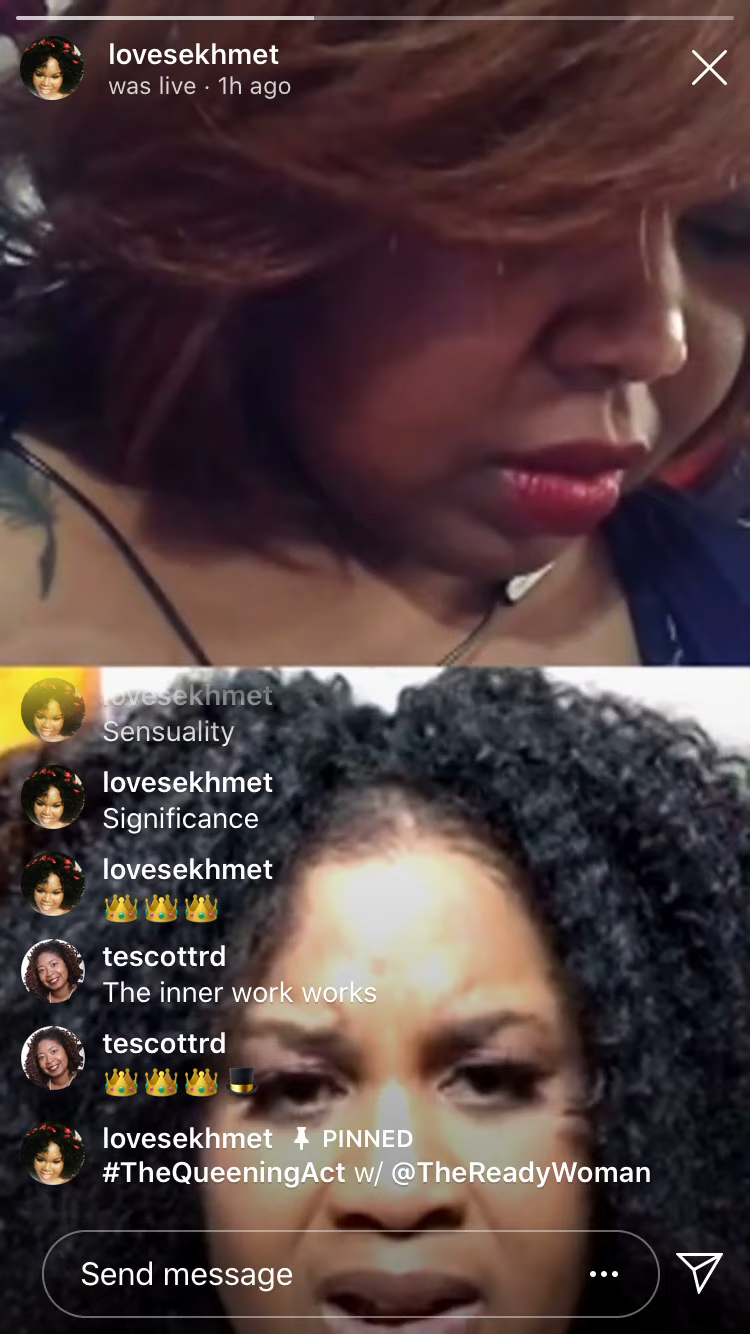 lovesekhmet
was live · 1h ago
lovesekhmet
Sensuality
lovesekhmet
Significance
lovesekhmet
👑👑👑
tescottrd
The inner work works
tescottrd
👑👑👑🎩
lovesekhmet PINNED
#TheQueeningAct w/ @TheReadyWoman
Send message